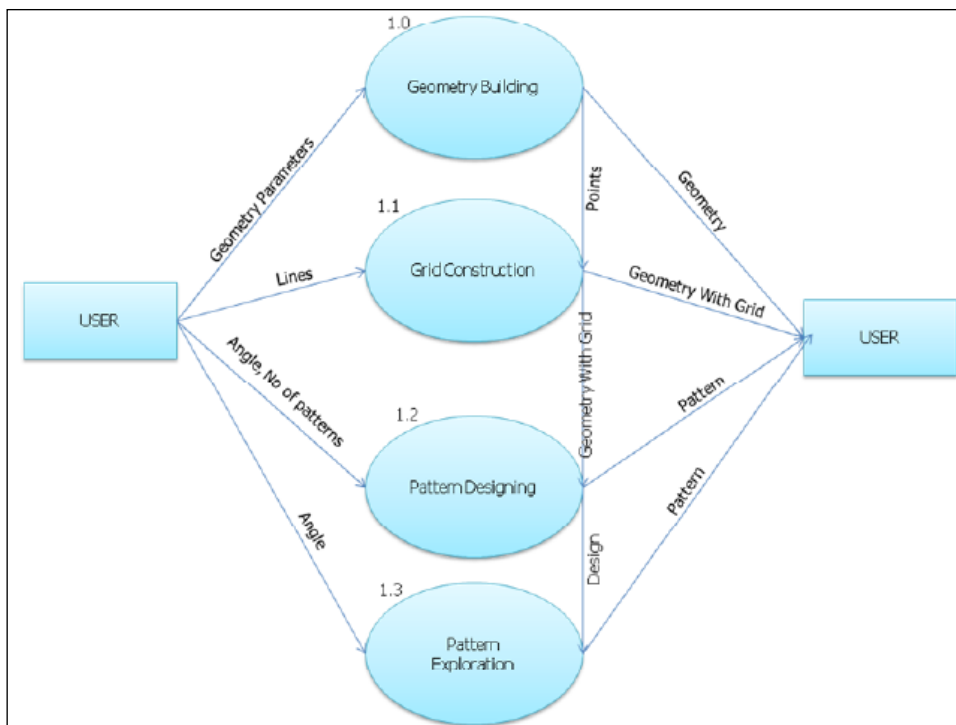 1.0
Geometry Building
Geometry Parameters
Points
Geometry
1.1
Grid Construction
Lines
Geometry With Grid
USER
USER
Angle, No of patterns
Geometry With Grid
Pattern
1.2
Pattern Designing
Angle
Design
Pattern
1.3
Pattern
Exploration